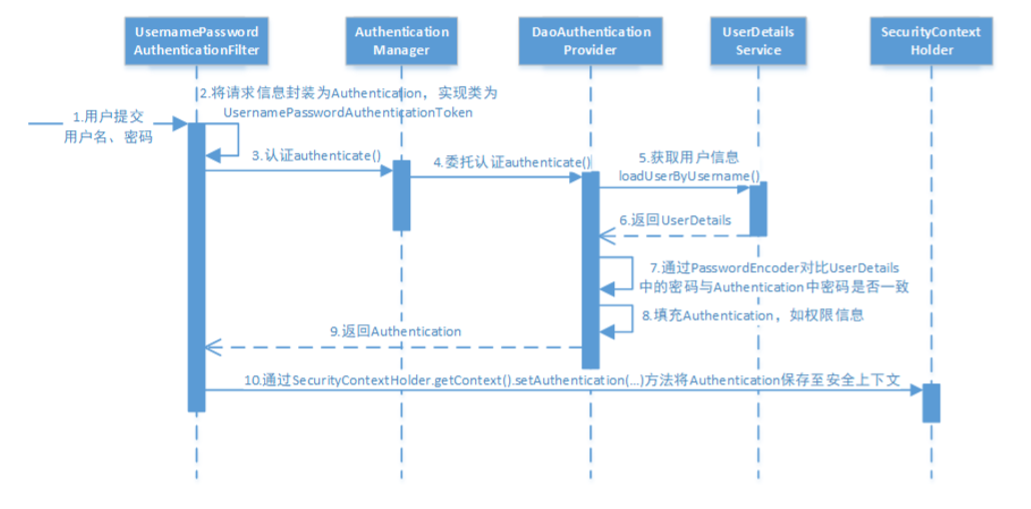 UsernamePassword
AuthenticationFilter
Authentication
Manager
DaoAuthentication
Provider
UserDetails
Service
SecurityContext
Holder
2.将请求信息封装为Authentication，实现类为
UsernamePasswordAuthenticationToken
1.用户提交
用户名、密码
3.认证authenticate()
4.委托认证authenticate()
5.获取用户信息
loadUserByUsername()
6.返回UserDetails
7.通过PasswordEncoder对比UserDetails
中的密码与Authentication中密码是否一致
8.填充Authentication，如权限信息
9.返回Authentication
10.通过SecurityContextHolder.getContext().setAuthentication(...)方法将Authentication保存至安全上下文